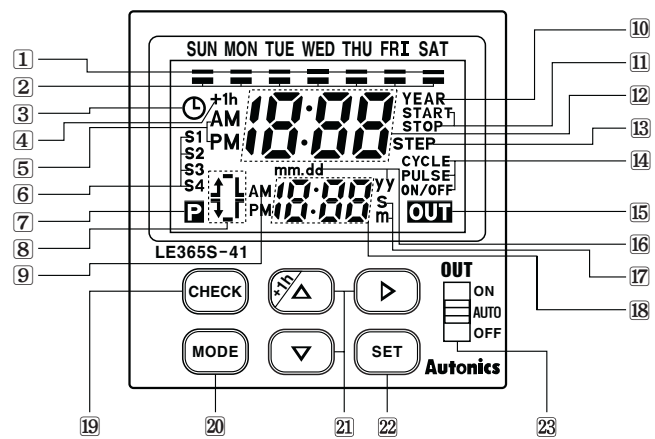 SUN MON TUE WED THU FRI SAT
1
2
3
4
5
6
7
8
9
10
11
12
13
14
15
16
17
18
+1h
AM
PM
18:88
YEAR
START
STOP
STEP
S1
S2
S3
S4
CYCLE
PULSE
ON/OFF
mm.dd
yy
AM
PM
18:88
s
m
P
OUT
LE365S-41
CHECK
+1h
MODE
SET
OUT
ON
AUTO
OFF
Autonics
19
20
21
22
23